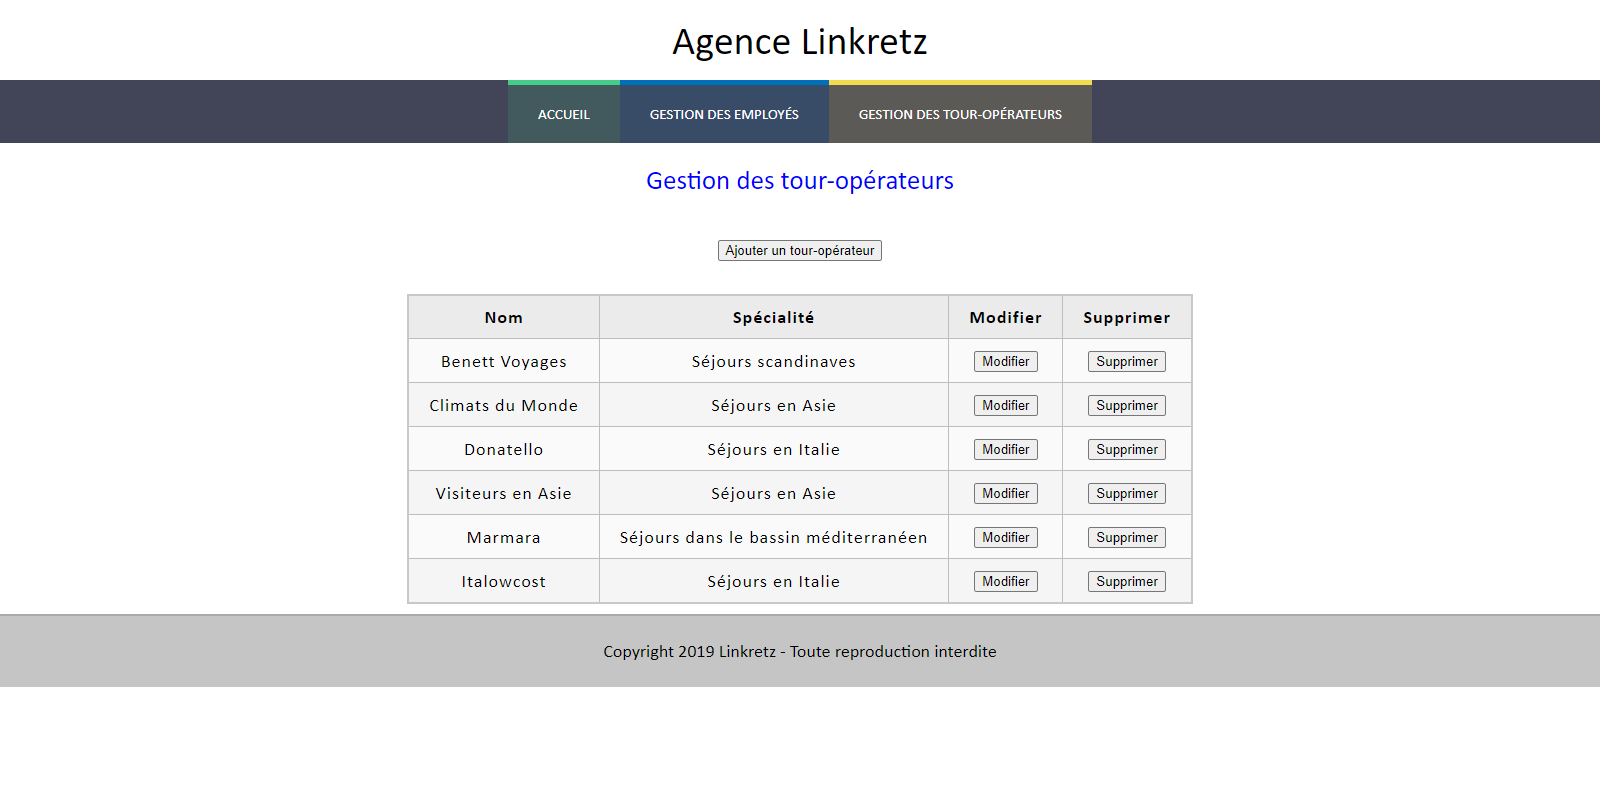 Agence Linkretz
ACCUEIL GESTION DES EMPLOYÉS GESTION DES TOUR-OPÉRATEURS
Gestion des tour-opérateurs
Ajouter un tour-opérateur
Nom Spécialité Modifier Supprimer
Benett Voyages Séjours scandinaves Modifier Supprimer
Climats du Monde Séjours en Asie Modifier Supprimer
Donatello Séjours en Italie Modifier Supprimer
Visiteurs en Asie Séjours en Asie Modifier Supprimer
Marmara Séjours dans le bassin méditerranéen Modifier Supprimer
Italowcost Séjours en Italie Modifier Supprimer
Copyright 2019 Linkretz - Toute reproduction interdite